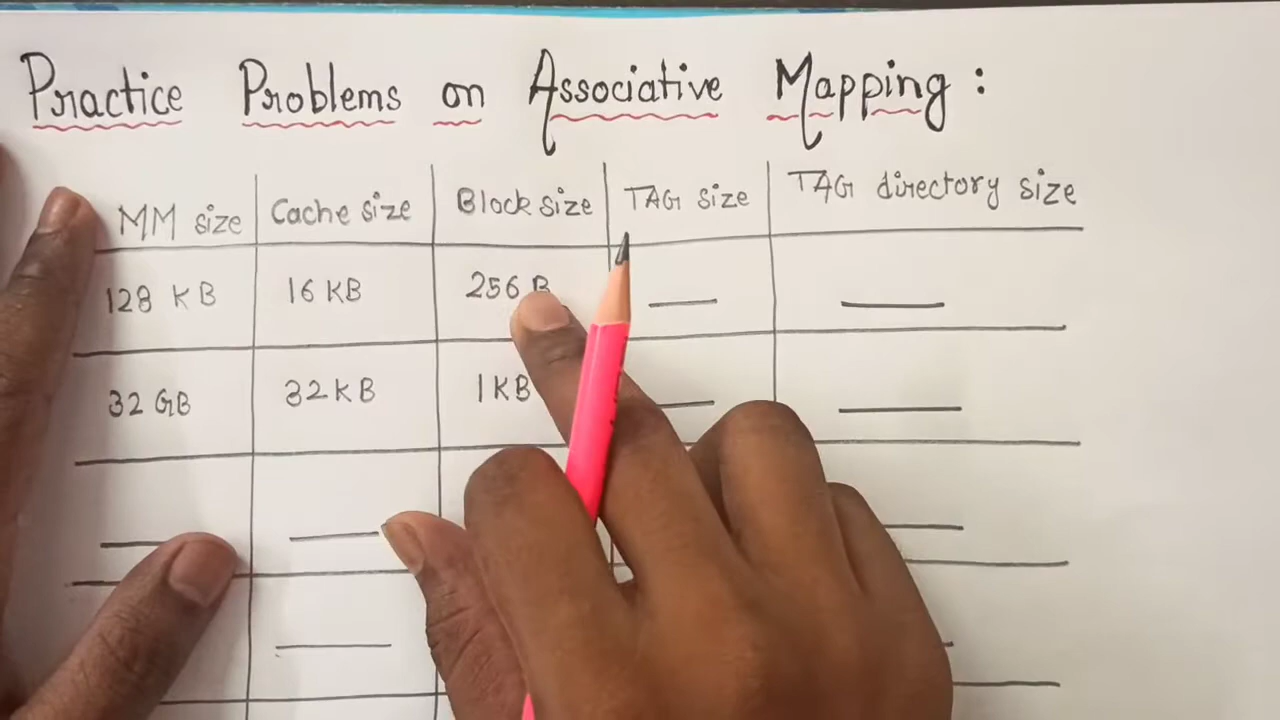 Practice Problems on Associative Mapping :
MM size Cache size Block size TAG size TAG directory size
128 KB 16 KB 256 B
32 GB 32 KB 1 KB